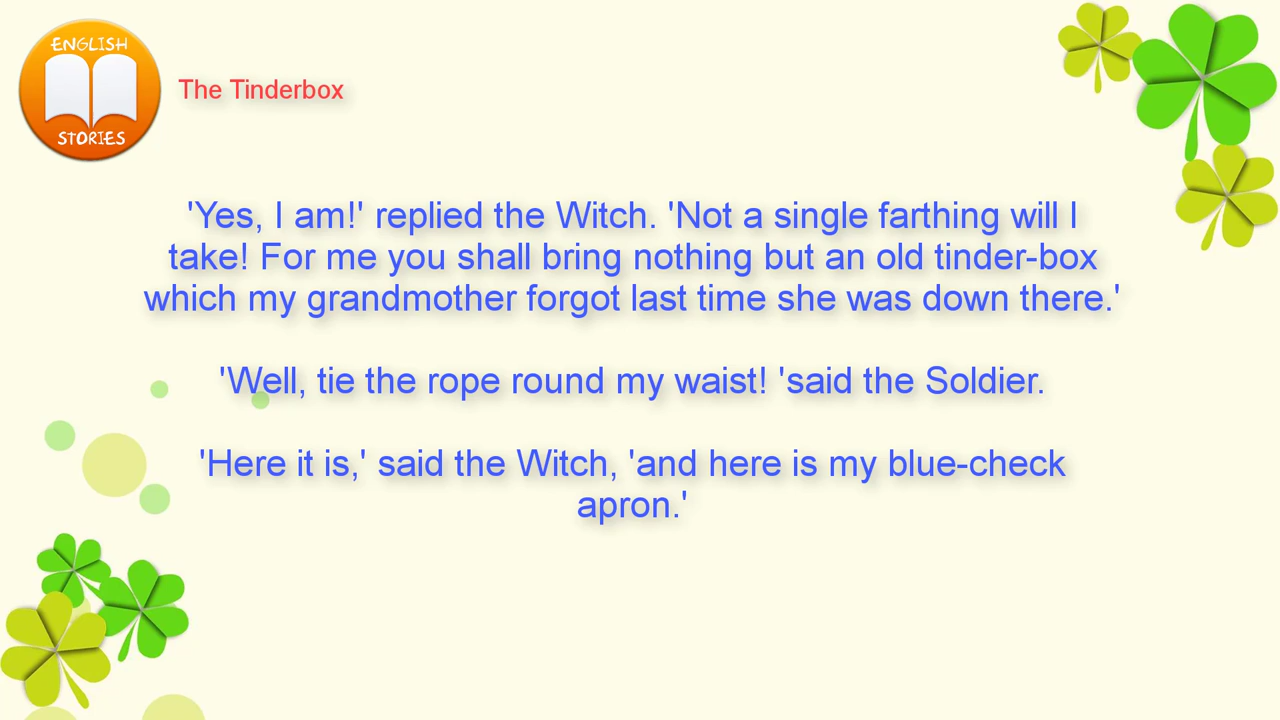 ENGLISH
STORIES
The Tinderbox
'Yes, I am!' replied the Witch. 'Not a single farthing will I
take! For me you shall bring nothing but an old tinder-box
which my grandmother forgot last time she was down there.'
'Well, tie the rope round my waist! 'said the Soldier.
'Here it is,' said the Witch, 'and here is my blue-check
apron.'